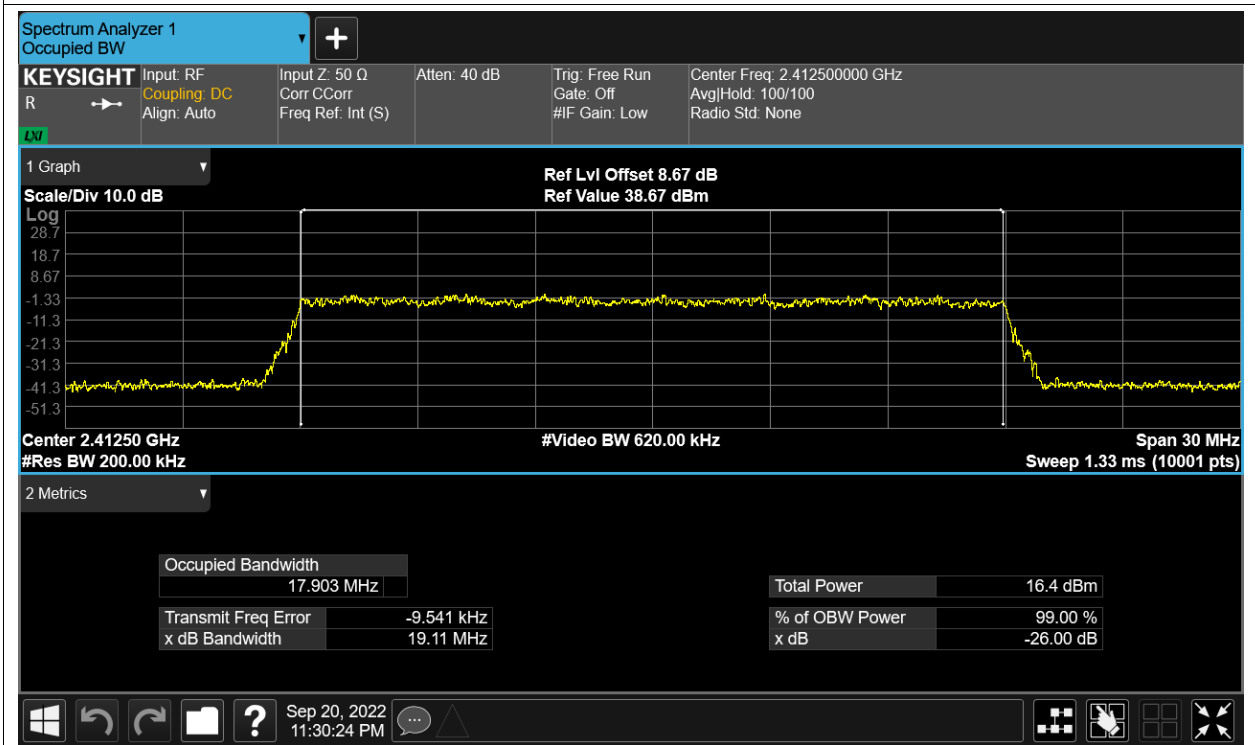 Spectrum Analyzer 1
Occupied BW
KEYSIGHT
R
LXI
Input: RF
Coupling: DC
Align: Auto
Input Z: 50 Ω
Corr CCorr
Freq Ref: Int (S)
Atten: 40 dB
Trig: Free Run
Gate: Off
#IF Gain: Low
Center Freq: 2.412500000 GHz
Avg|Hold: 100/100
Radio Std: None
1 Graph
Ref Lvl Offset 8.67 dB
Scale/Div 10.0 dB
Ref Value 38.67 dBm
Log
28.7
18.7
8.67
-1.33
-11.3
-21.3
-31.3
-41.3
-51.3
Center 2.41250 GHz
#Video BW 620.00 kHz
Span 30 MHz
#Res BW 200.00 kHz
Sweep 1.33 ms (10001 pts)
2 Metrics
Occupied Bandwidth
17.903 MHz
Total Power 16.4 dBm
Transmit Freq Error -9.541 kHz
% of OBW Power 99.00 %
x dB Bandwidth 19.11 MHz
x dB -26.00 dB
?
Sep 20, 2022
11:30:24 PM